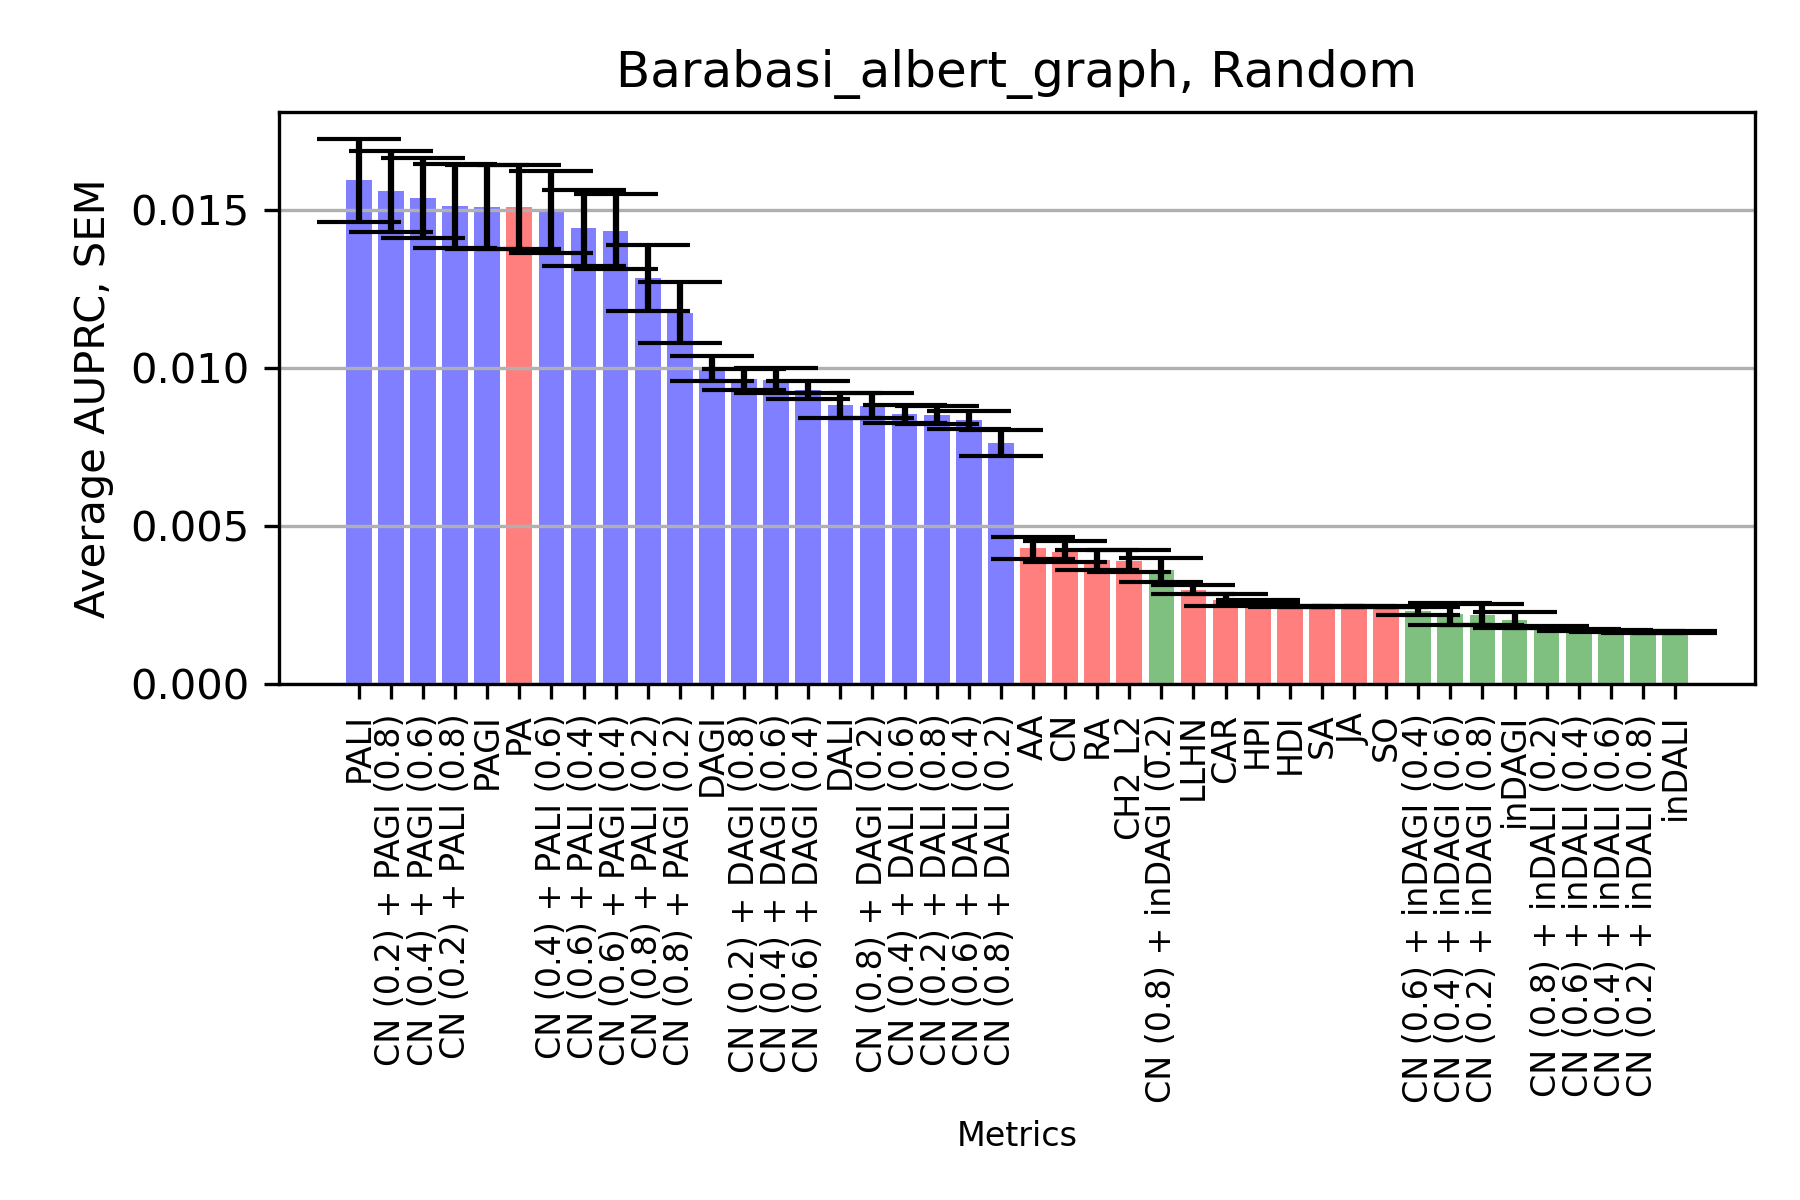 Barabasi_albert_graph, Random
Average AUPRC, SEM
0.015
0.010
0.005
0.000
PALI
CN (0.2) + PAGI (0.8)
CN (0.4) + PAGI (0.6)
CN (0.2) + PALI (0.8)
PAGI
PA
CN (0.4) + PALI (0.6)
CN (0.6) + PALI (0.4)
CN (0.6) + PAGI (0.4)
CN (0.8) + PALI (0.2)
CN (0.8) + PAGI (0.2)
DAGI
CN (0.2) + DAGI (0.8)
CN (0.4) + DAGI (0.6)
CN (0.6) + DAGI (0.4)
DALI
CN (0.8) + DAGI (0.2)
CN (0.4) + DALI (0.6)
CN (0.2) + DALI (0.8)
CN (0.6) + DALI (0.4)
CN (0.8) + DALI (0.2)
AA
CN
RA
CH2_L2
CN (0.8) + inDAGI (0.2)
LLHN
CAR
HPI
HDI
SA
JA
SO
CN (0.6) + inDAGI (0.4)
CN (0.4) + inDAGI (0.6)
CN (0.2) + inDAGI (0.8)
inDAGI
CN (0.8) + inDALI (0.2)
CN (0.6) + inDALI (0.4)
CN (0.4) + inDALI (0.6)
CN (0.2) + inDALI (0.8)
inDALI
Metrics